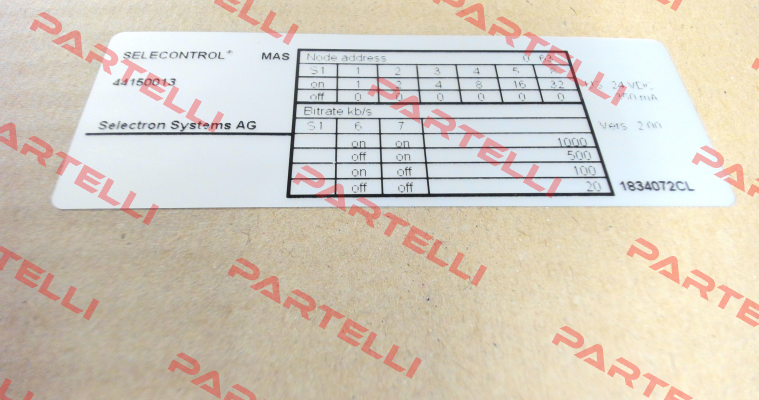 SELECONTROL® MAS
44150013
Selectron Systems AG
Node address 0
S1 1 2 3 4 5
on 1 2 4 8 16 32
off 0 0 0 0 0 0
Bitrate kb/s
S1 6 7
on on 1000
off on 500
on off 100
off off 20
24 VDC
mA
Vers. 2.00
1834072CL
PARTELLI
PARTELLI
PARTELLI
PARTELLI
PARTELLI
PARTELLI
PARTELLI
PARTELLI
PARTELLI
PARTELLI
PARTELLI